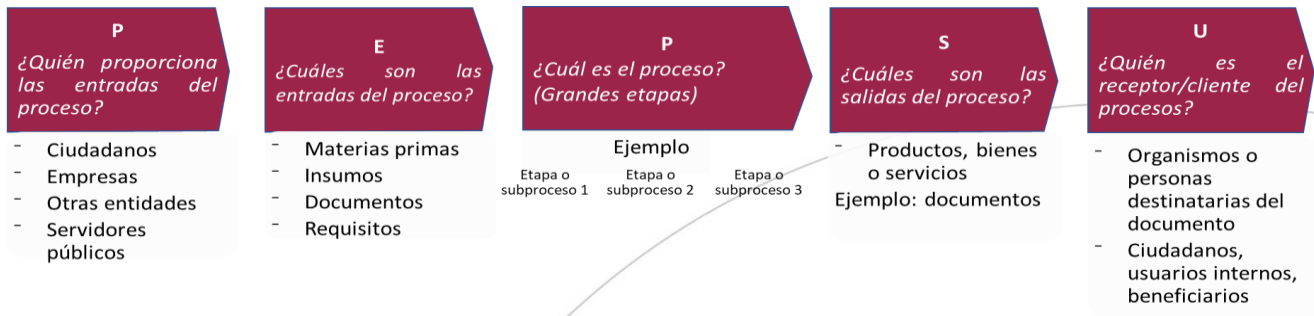 P
¿Quién proporciona
las entradas del
proceso?
- Ciudadanos
- Empresas
- Otras entidades
- Servidores
públicos
E
¿Cuáles son las
entradas del proceso?
- Materias primas
- Insumos
- Documentos
- Requisitos
P
¿Cuál es el proceso?
(Grandes etapas)
Ejemplo
Etapa o
subproceso 1
Etapa o
subproceso 2
Etapa o
subproceso 3
S
¿Cuáles son las
salidas del proceso?
- Productos, bienes
o servicios
Ejemplo: documentos
U
¿Quién es el
receptor/cliente del
procesos?
- Organismos o
personas
destinatarias del
documento
- Ciudadanos,
usuarios internos,
beneficiarios